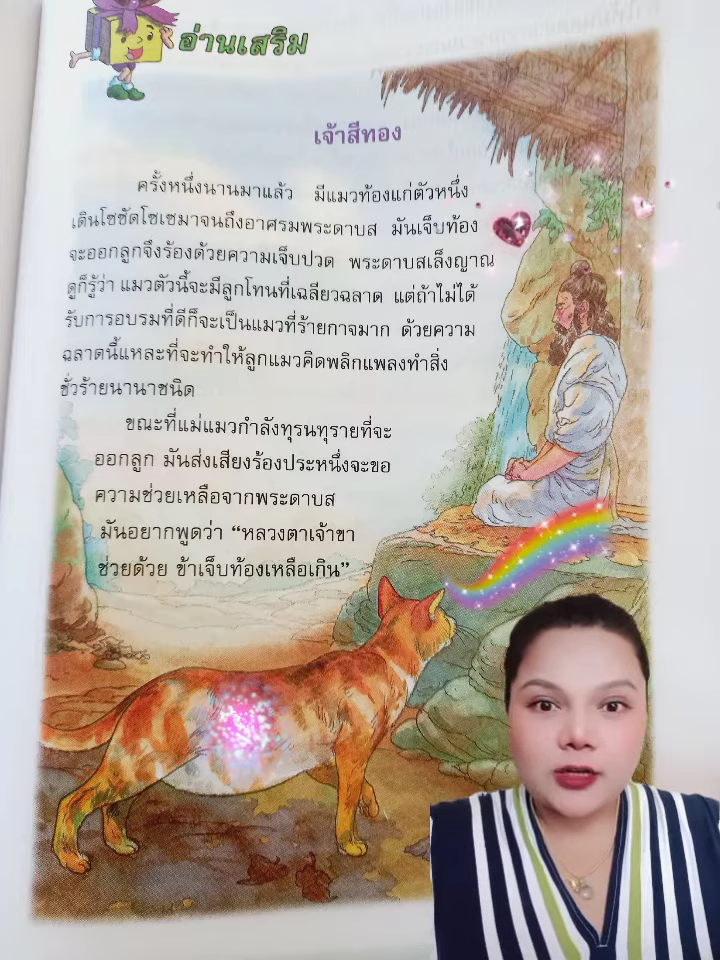 อ่านเสริม
เจ้าสีทอง
ครั้งหนึ่งนานมาแล้ว มีแมวท้องแก่ตัวหนึ่ง
เดินโซซัดโซเซมาจนถึงอาศรมพระดาบส มันเจ็บท้อง
จะออกลูกจึงร้องด้วยความเจ็บปวด พระดาบสเล็งญาณ
ดูก็รู้ว่า แมวตัวนี้จะมีลูกโทนที่เฉลียวฉลาด แต่ถ้าไม่ได้
รับการอบรมที่ดีก็จะเป็นแมวที่ร้ายกาจมาก ด้วยความ
ฉลาดนี้แหละที่จะทำให้ลูกแมวคิดพลิกแพลงทำสิ่ง
ชั่วร้ายนานาชนิด
ขณะที่แม่แมวกำลังทุรนทุรายที่จะ
ออกลูก มันส่งเสียงร้องประหนึ่งจะขอ
ความช่วยเหลือจากพระดาบส
มันอยากพูดว่า “หลวงตาเจ้าขา
ช่วยด้วย ข้าเจ็บท้องเหลือเกิน”